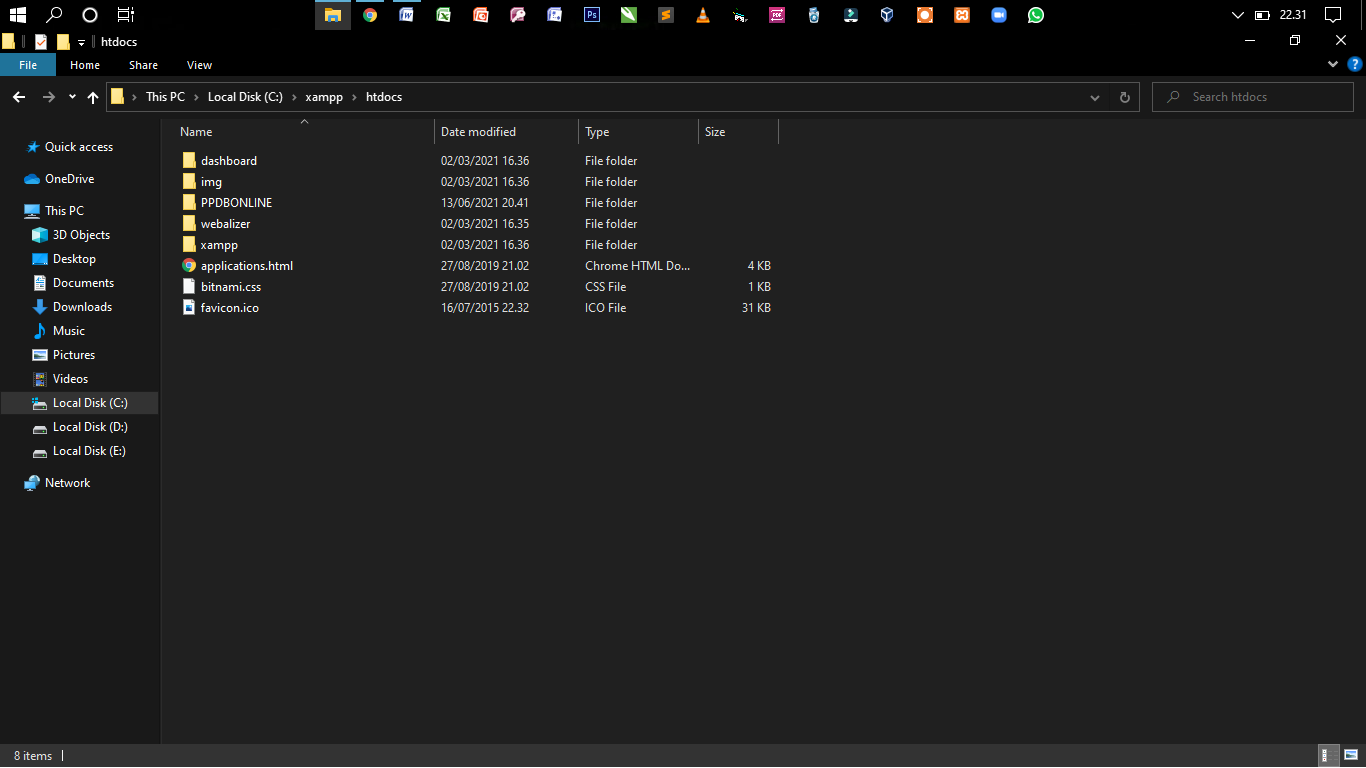 22.31
htdocs
File Home Share View
This PC Local Disk (C:) xampp htdocs
Search htdocs
Name Date modified Type Size
Quick access
OneDrive
This PC
3D Objects
Desktop
Documents
Downloads
Music
Pictures
Videos
Local Disk (C:)
Local Disk (D:)
Local Disk (E:)
Network
dashboard 02/03/2021 16.36 File folder
img 02/03/2021 16.36 File folder
PPDBONLINE 13/06/2021 20.41 File folder
webalizer 02/03/2021 16.35 File folder
xampp 02/03/2021 16.36 File folder
applications.html 27/08/2019 21.02 Chrome HTML Do... 4 KB
bitnami.css 27/08/2019 21.02 CSS File 1 KB
favicon.ico 16/07/2015 22.32 ICO File 31 KB
8 items